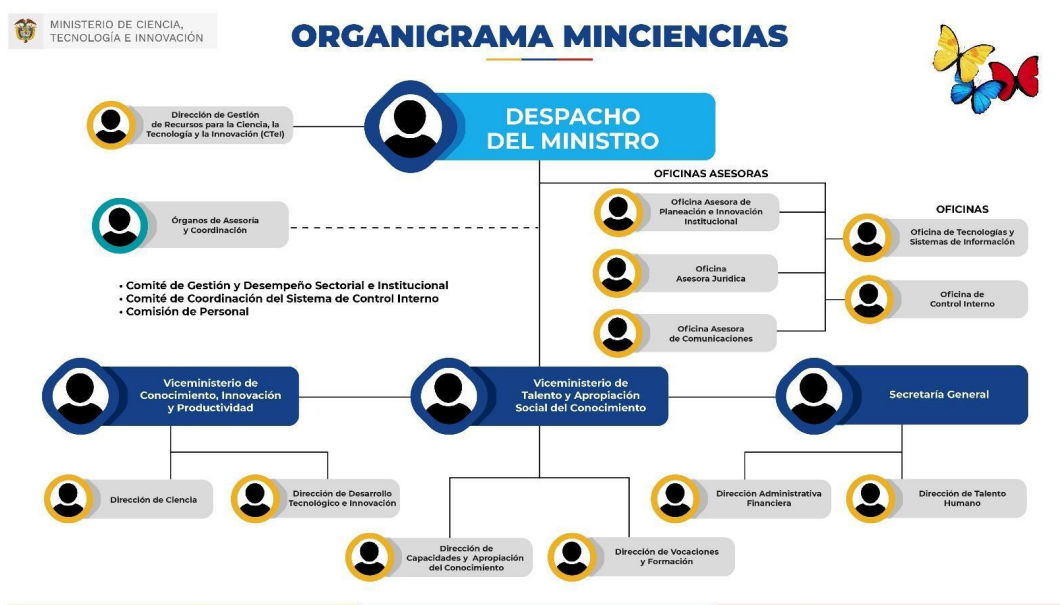 MINISTERIO DE CIENCIA,
TECNOLOGÍA E INNOVACIÓN
ORGANIGRAMA MINCIENCIAS
Dirección de Gestión
de Recursos para la Ciencia, la
Tecnología y la Innovación (CTeI)
DESPACHO
DEL MINISTRO
OFICINAS ASESORAS
Órganos de Asesoría
y Coordinación
Oficina Asesora de
Planeación e Innovación
Institucional
OFICINAS
Oficina de Tecnologías y
Sistemas de Información
Oficina
Asesora Jurídica
Oficina de
Control Interno
• Comité de Gestión y Desempeño Sectorial e Institucional
• Comité de Coordinación del Sistema de Control Interno
• Comisión de Personal
Oficina Asesora
de Comunicaciones
Viceministerio de
Conocimiento, Innovación
y Productividad
Viceministerio de
Talento y Apropiación
Social del Conocimiento
Secretaría General
Dirección de Ciencia
Dirección de Desarrollo
Tecnológico e Innovación
Dirección Administrativa
Financiera
Dirección de Talento
Humano
Dirección de
Capacidades y Apropiación
del Conocimiento
Dirección de Vocaciones
y Formación